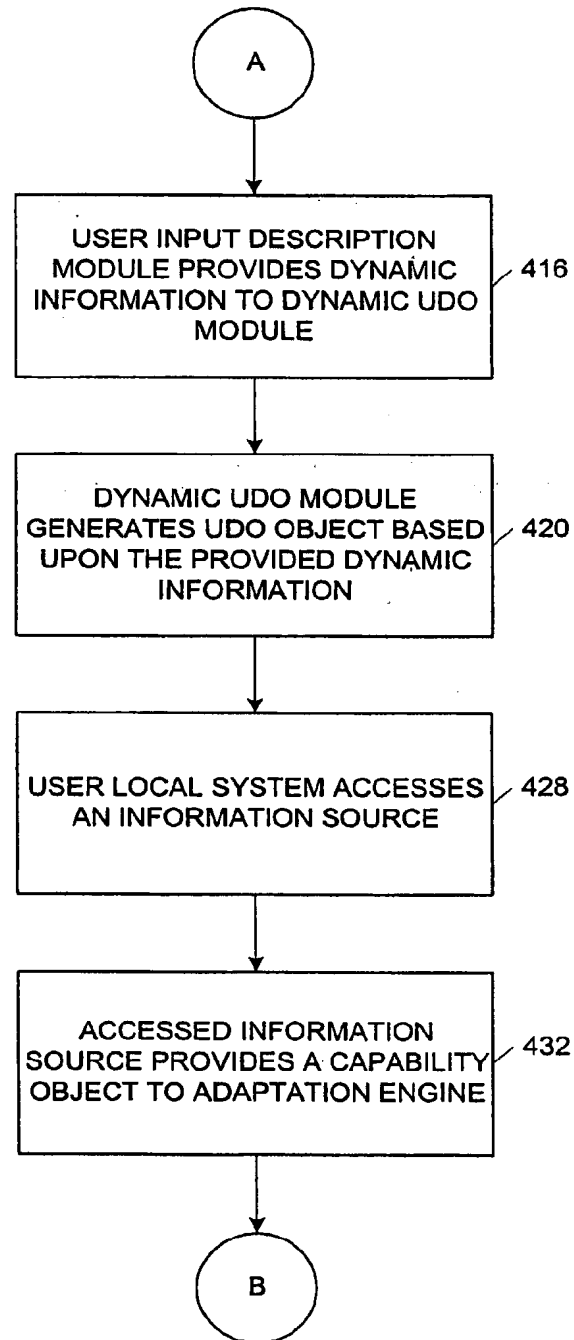 A
USER INPUT DESCRIPTION
MODULE PROVIDES DYNAMIC
INFORMATION TO DYNAMIC UDO
MODULE
416
DYNAMIC UDO MODULE
GENERATES UDO OBJECT BASED
UPON THE PROVIDED DYNAMIC
INFORMATION
420
USER LOCAL SYSTEM ACCESSES
AN INFORMATION SOURCE
428
ACCESSED INFORMATION
SOURCE PROVIDES A CAPABILITY
OBJECT TO ADAPTATION ENGINE
432
B